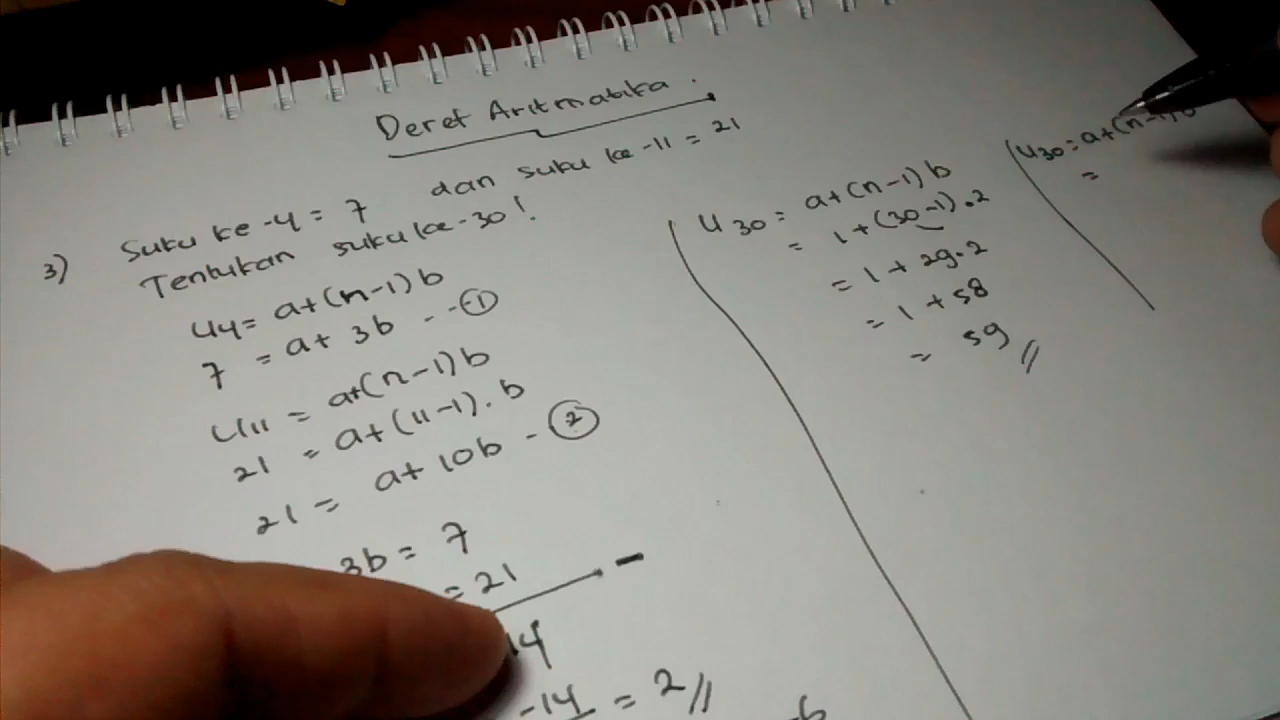 Deret Aritmatika.
3) Suku ke-4 = 7 dan suku ke-11 = 21
Tentukan suku ke-30!
U4 = a+(n-1)b
7 = a+ 3b --①
U11 = a+(n-1)b
21 = a+(11-1).b
21 = a+ 10b - ②
3b = 7
= 21 -
14
-14 = 2 //
U30 = a+(n-1)b
= 1+(30-1).2
= 1+ 29.2
= 1 + 58
= 59 //
U30 = a+(n-1)b
=